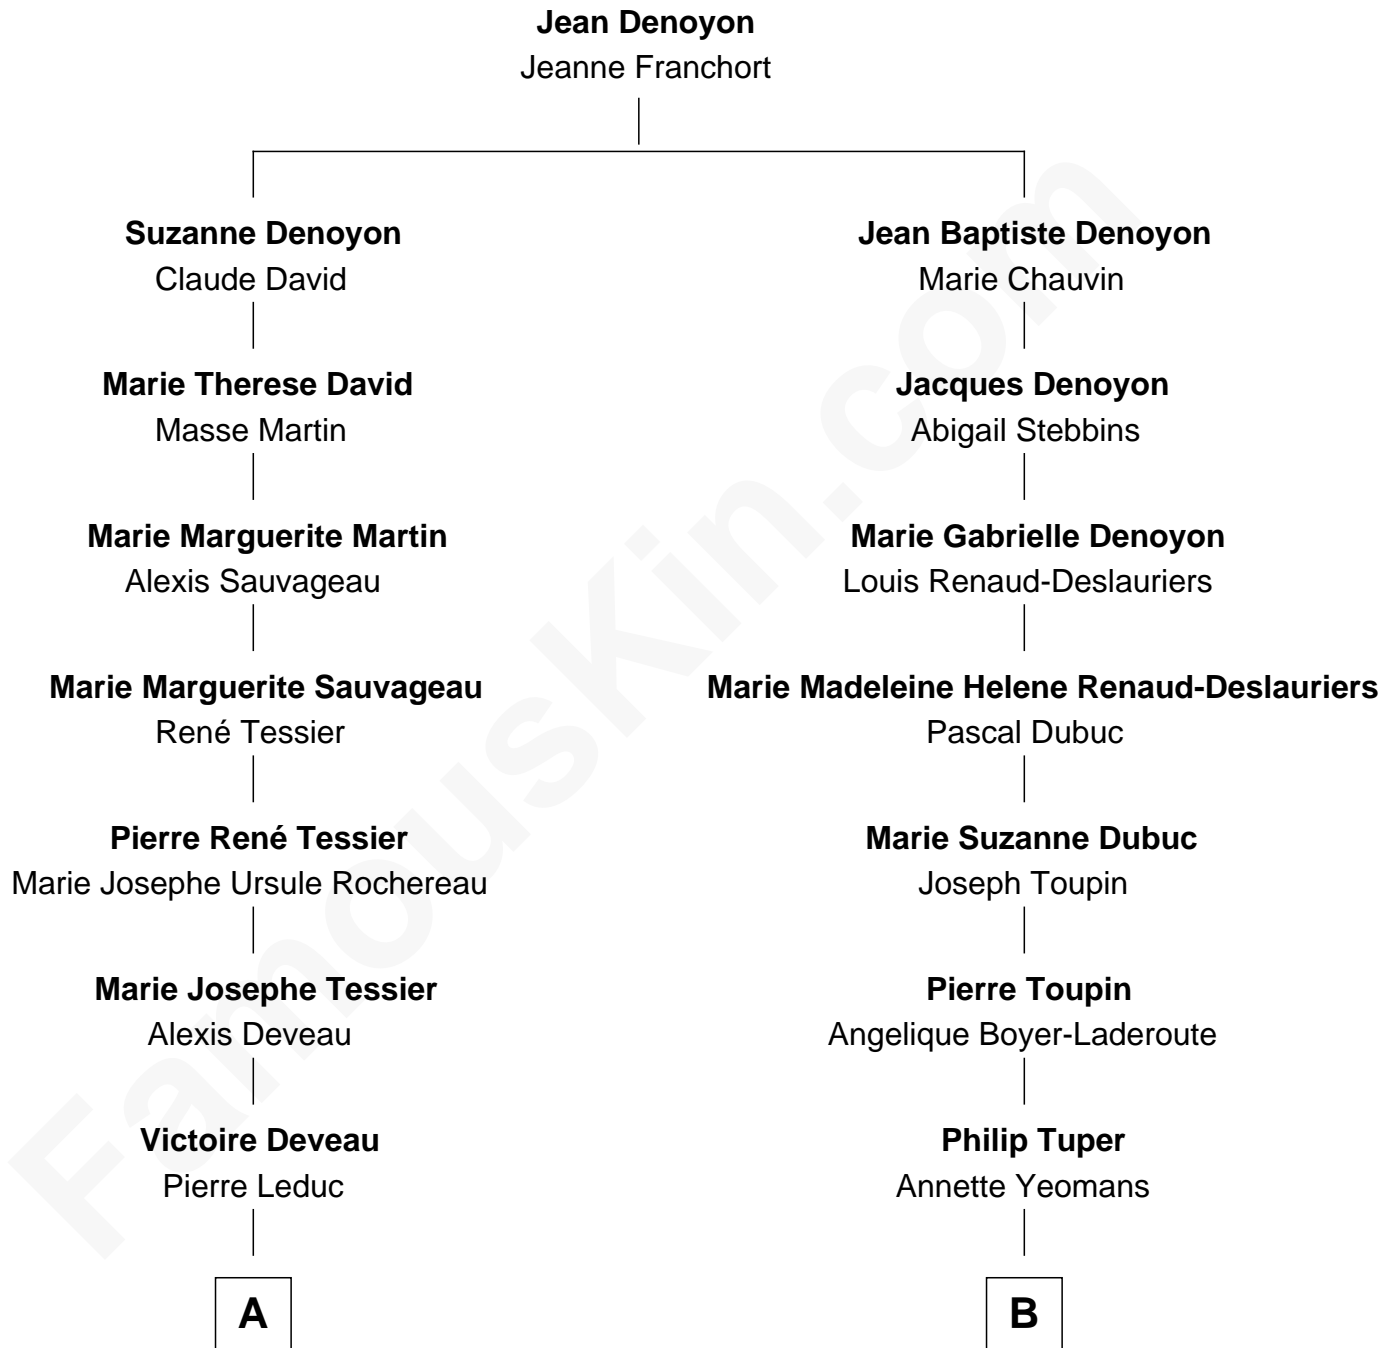 Jean Denoyon
Jeanne Franchort
Suzanne Denoyon
Claude David
Jean Baptiste Denoyon
Marie Chauvin
Marie Therese David
Masse Martin
Jacques Denoyon
Abigail Stebbins
Marie Marguerite Martin
Alexis Sauvageau
Marie Gabrielle Denoyon
Louis Renaud-Deslauriers
Marie Marguerite Sauvageau
René Tessier
Marie Madeleine Helene Renaud-Deslauriers
Pascal Dubuc
Pierre René Tessier
Marie Josephe Ursule Rochereau
Marie Suzanne Dubuc
Joseph Toupin
Marie Josephe Tessier
Alexis Deveau
Pierre Toupin
Angelique Boyer-Laderoute
Victoire Deveau
Pierre Leduc
Philip Tuper
Annette Yeomans
A
B
FamousKin.com